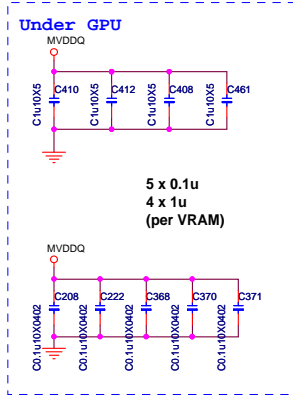 Under GPU
MVDDQ
C410 C412 C408 C461
C1u10X5 C1u10X5 C1u10X5 C1u10X5
5 x 0.1u
4 x 1u
(per VRAM)
MVDDQ
C208 C222 C368 C370 C371
C0.1u10X0402 C0.1u10X0402 C0.1u10X0402 C0.1u10X0402 C0.1u10X0402